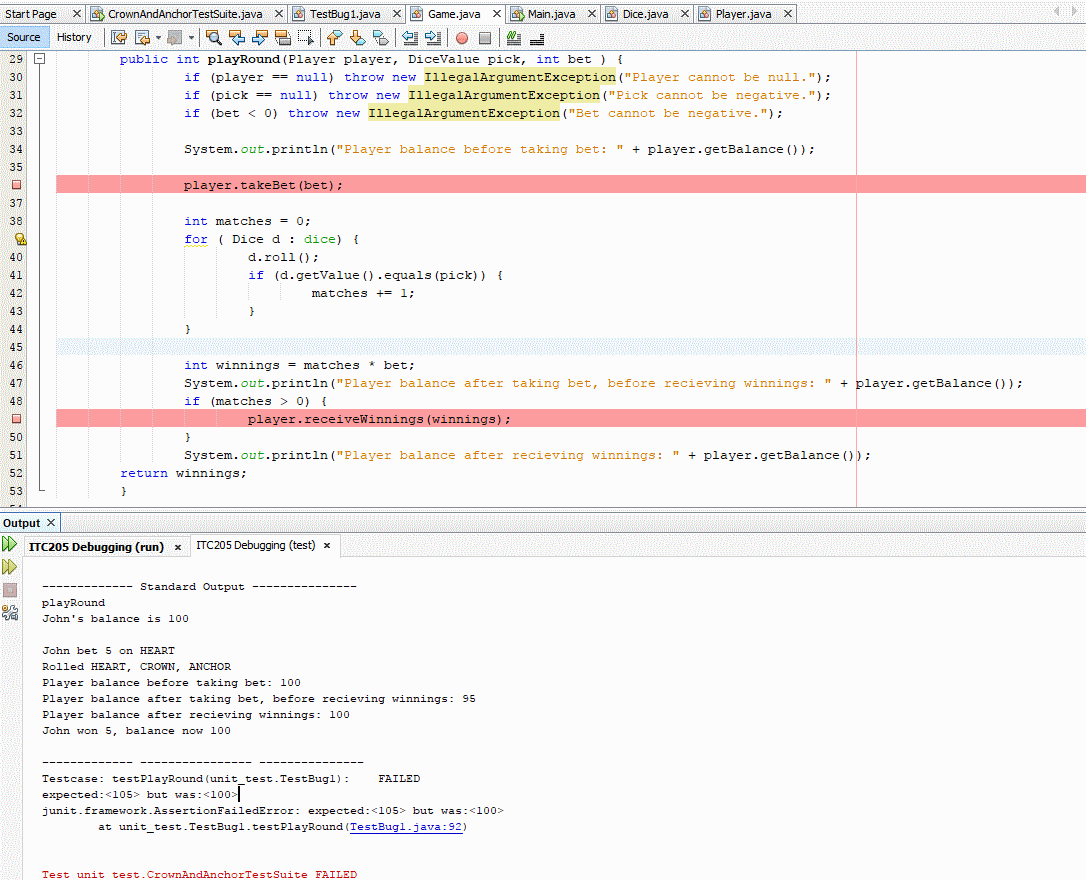 Start Page CrownAndAnchorTestSuite.java TestBug1.java Game.java Main.java Dice.java Player.java
Source History
29 public int playRound(Player player, DiceValue pick, int bet ) {
30 if (player == null) throw new IllegalArgumentException("Player cannot be null.");
31 if (pick == null) throw new IllegalArgumentException("Pick cannot be negative.");
32 if (bet < 0) throw new IllegalArgumentException("Bet cannot be negative.");
33
34 System.out.println("Player balance before taking bet: " + player.getBalance());
35
player.takeBet(bet);
37
38 int matches = 0;
for ( Dice d : dice) {
40 d.roll();
41 if (d.getValue().equals(pick)) {
42 matches += 1;
43 }
44 }
45
46 int winnings = matches * bet;
47 System.out.println("Player balance after taking bet, before recieving winnings: " + player.getBalance());
48 if (matches > 0) {
player.receiveWinnings(winnings);
50 }
51 System.out.println("Player balance after recieving winnings: " + player.getBalance());
52 return winnings;
53 }
Output
ITC205 Debugging (run) ITC205 Debugging (test)
------------- Standard Output ---------------
playRound
John's balance is 100
John bet 5 on HEART
Rolled HEART, CROWN, ANCHOR
Player balance before taking bet: 100
Player balance after taking bet, before recieving winnings: 95
Player balance after recieving winnings: 100
John won 5, balance now 100
------------- ---------------- ---------------
Testcase: testPlayRound(unit_test.TestBug1): FAILED
expected:<105> but was:<100>
junit.framework.AssertionFailedError: expected:<105> but was:<100>
at unit_test.TestBug1.testPlayRound(TestBug1.java:92)
Test unit_test.CrownAndAnchorTestSuite FAILED